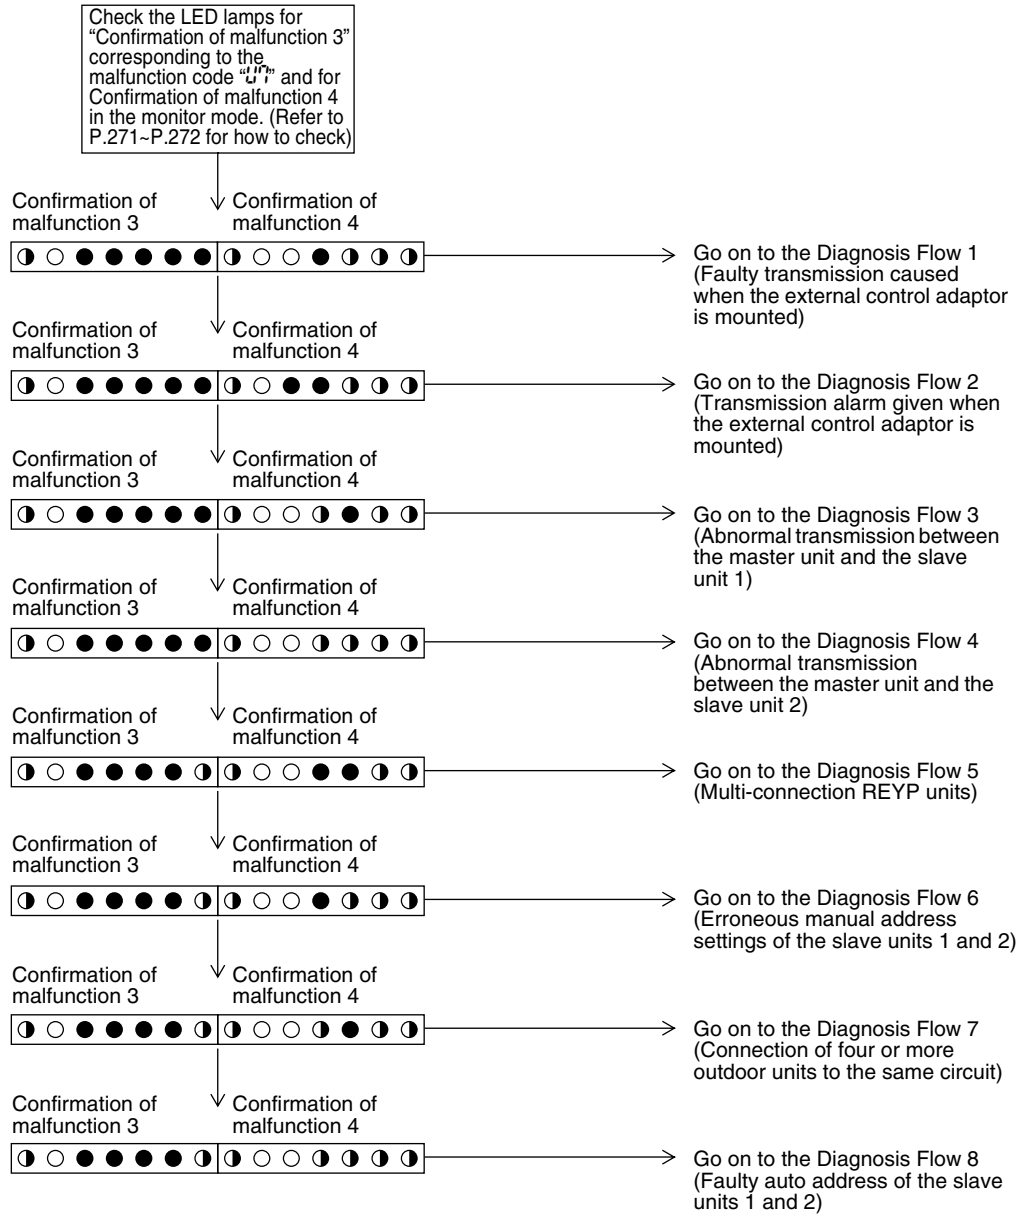 Check the LED lamps for
“Confirmation of malfunction 3”
corresponding to the
malfunction code “U7” and for
Confirmation of malfunction 4
in the monitor mode. (Refer to
P.271~P.272 for how to check)
Confirmation of
malfunction 3
Confirmation of
malfunction 4
Go on to the Diagnosis Flow 1
(Faulty transmission caused
when the external control adaptor
is mounted)
Confirmation of
malfunction 3
Confirmation of
malfunction 4
Go on to the Diagnosis Flow 2
(Transmission alarm given when
the external control adaptor is
mounted)
Confirmation of
malfunction 3
Confirmation of
malfunction 4
Go on to the Diagnosis Flow 3
(Abnormal transmission between
the master unit and the slave
unit 1)
Confirmation of
malfunction 3
Confirmation of
malfunction 4
Go on to the Diagnosis Flow 4
(Abnormal transmission
between the master unit and the
slave unit 2)
Confirmation of
malfunction 3
Confirmation of
malfunction 4
Go on to the Diagnosis Flow 5
(Multi-connection REYP units)
Confirmation of
malfunction 3
Confirmation of
malfunction 4
Go on to the Diagnosis Flow 6
(Erroneous manual address
settings of the slave units 1 and 2)
Confirmation of
malfunction 3
Confirmation of
malfunction 4
Go on to the Diagnosis Flow 7
(Connection of four or more
outdoor units to the same circuit)
Confirmation of
malfunction 3
Confirmation of
malfunction 4
Go on to the Diagnosis Flow 8
(Faulty auto address of the slave
units 1 and 2)